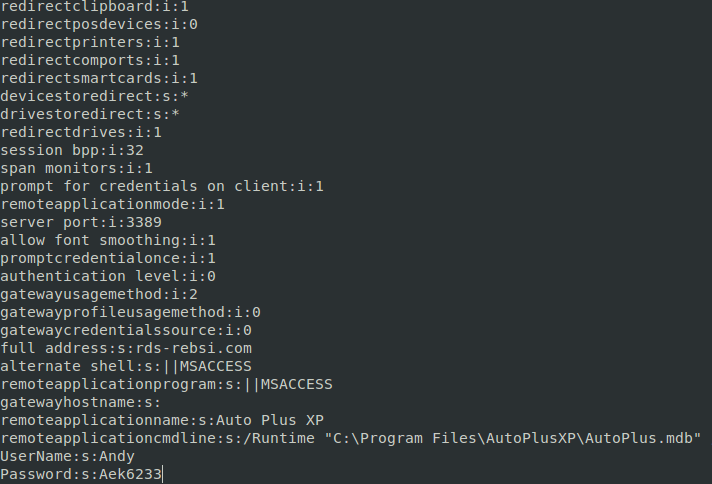 redirectclipboard:i:1
redirectposdevices:i:0
redirectprinters:i:1
redirectcomports:i:1
redirectsmartcards:i:1
devicestoredirect:s:*
drivestoredirect:s:*
redirectdrives:i:1
session bpp:i:32
span monitors:i:1
prompt for credentials on client:i:1
remoteapplicationmode:i:1
server port:i:3389
allow font smoothing:i:1
promptcredentialonce:i:1
authentication level:i:0
gatewayusagemethod:i:2
gatewayprofileusagemethod:i:0
gatewaycredentialssource:i:0
full address:s:rds-rebsi.com
alternate shell:s:||MSACCESS
remoteapplicationprogram:s:||MSACCESS
gatewayhostname:s:
remoteapplicationname:s:Auto Plus XP
remoteapplicationcmdline:s:/Runtime "C:\Program Files\AutoPlusXP\AutoPlus.mdb"
UserName:s:Andy
Password:s:Aek6233